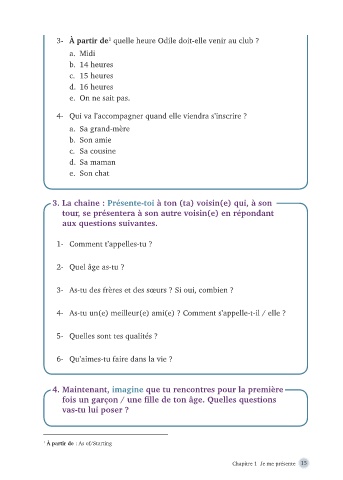 3- À partir de¹ quelle heure Odile doit-elle venir au club ?
a. Midi
b. 14 heures
c. 15 heures
d. 16 heures
e. On ne sait pas.
4- Qui va l'accompagner quand elle viendra s'inscrire ?
a. Sa grand-mère
b. Son amie
c. Sa cousine
d. Sa maman
e. Son chat
3. La chaine : Présente-toi à ton (ta) voisin(e) qui, à son
tour, se présentera à son autre voisin(e) en répondant
aux questions suivantes.
1- Comment t'appelles-tu ?
2- Quel âge as-tu ?
3- As-tu des frères et des sœurs ? Si oui, combien ?
4- As-tu un(e) meilleur(e) ami(e) ? Comment s'appelle-t-il / elle ?
5- Quelles sont tes qualités ?
6- Qu'aimes-tu faire dans la vie ?
4. Maintenant, imagine que tu rencontres pour la première
fois un garçon / une fille de ton âge. Quelles questions
vas-tu lui poser ?
¹ À partir de : As of/Starting
Chapitre 1 Je me présente 15